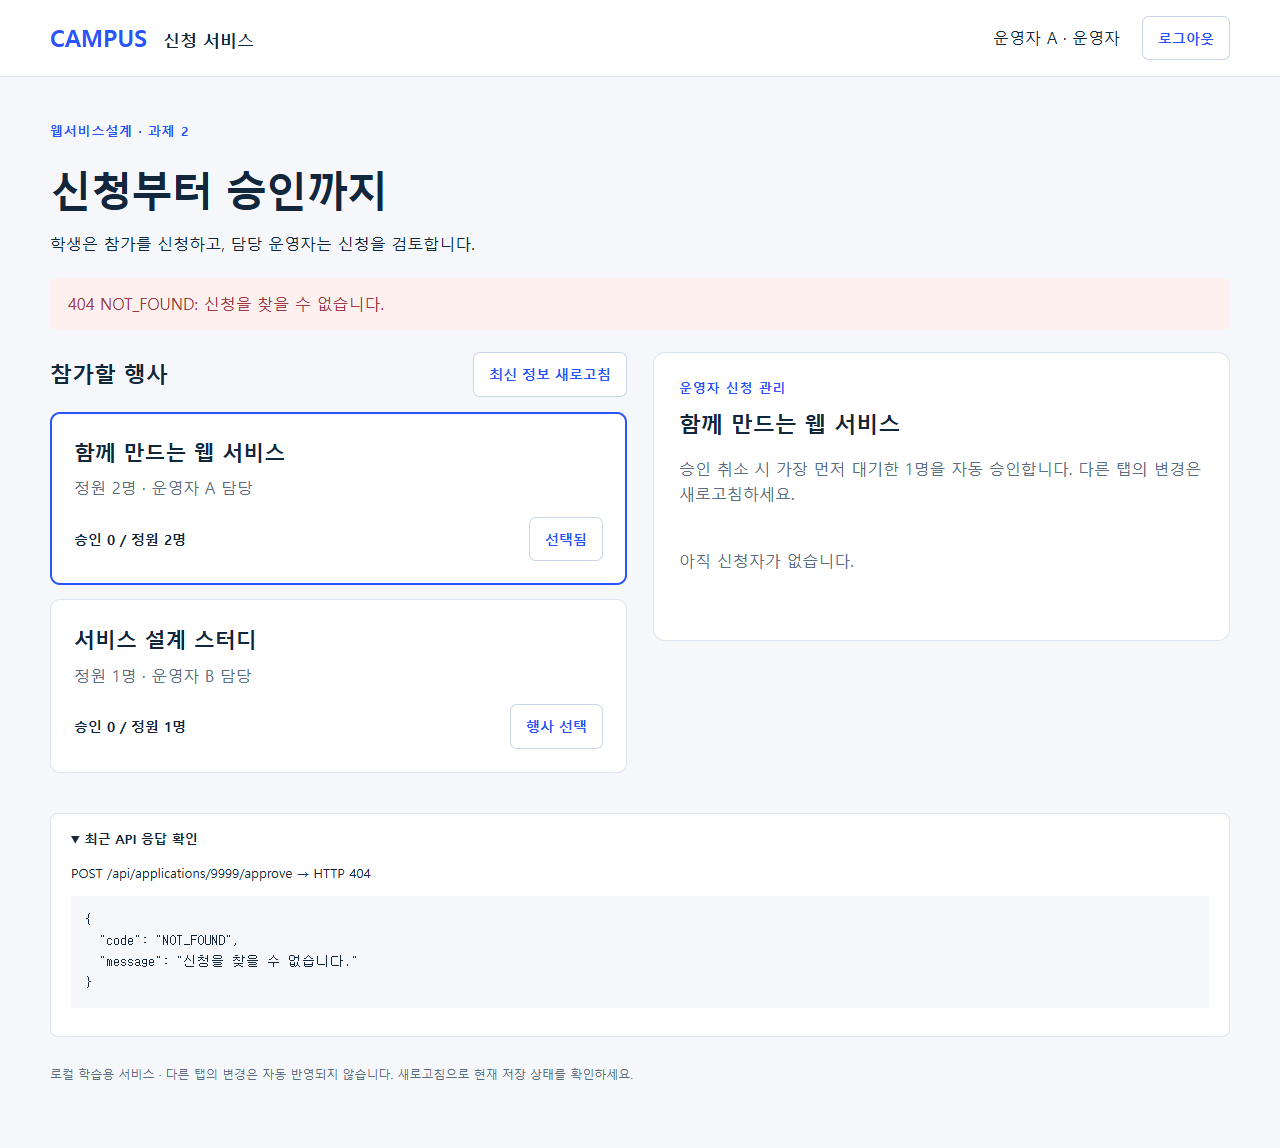 CAMPUS 신청 서비스
운영자 A · 운영자
로그아웃
웹서비스설계 · 과제 2
신청부터 승인까지
학생은 참가를 신청하고, 담당 운영자는 신청을 검토합니다.
404 NOT_FOUND: 신청을 찾을 수 없습니다.
참가할 행사
최신 정보 새로고침
함께 만드는 웹 서비스
정원 2명 · 운영자 A 담당
승인 0 / 정원 2명
선택됨
서비스 설계 스터디
정원 1명 · 운영자 B 담당
승인 0 / 정원 1명
행사 선택
운영자 신청 관리
함께 만드는 웹 서비스
승인 취소 시 가장 먼저 대기한 1명을 자동 승인합니다. 다른 탭의 변경은
새로고침하세요.
아직 신청자가 없습니다.
▼ 최근 API 응답 확인
POST /api/applications/9999/approve → HTTP 404
{
"code": "NOT_FOUND",
"message": "신청을 찾을 수 없습니다."
}
로컬 학습용 서비스 · 다른 탭의 변경은 자동 반영되지 않습니다. 새로고침으로 현재 저장 상태를 확인하세요.